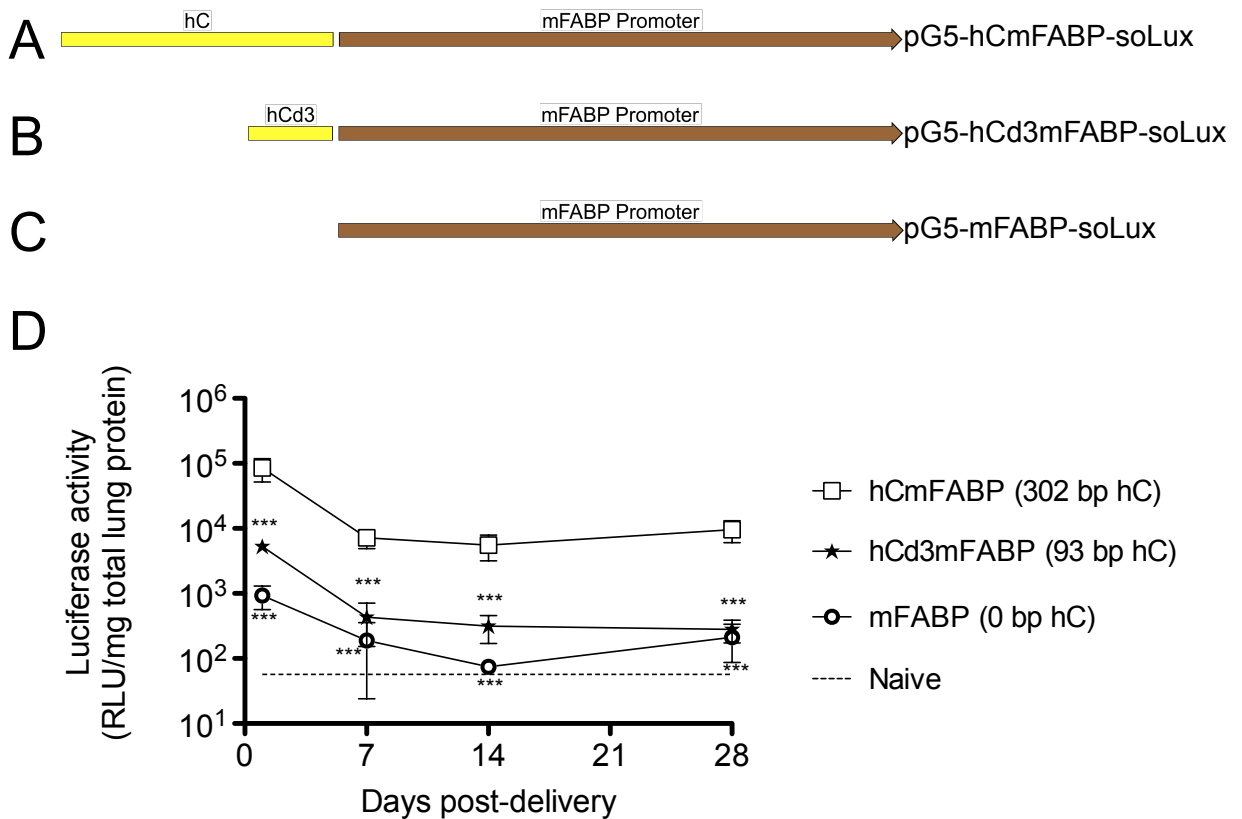 A
hC
mFABP Promoter
pG5-hCmFABP-soLux
B
hCd3
mFABP Promoter
pG5-hCd3mFABP-soLux
C
mFABP Promoter
pG5-mFABP-soLux
D
Luciferase activity
(RLU/mg total lung protein)
10⁶
10⁵
10⁴
10³
10²
10¹
***
***
***
***
***
***
***
***
0 7 14 21 28
Days post-delivery
hCmFABP (302 bp hC)
hCd3mFABP (93 bp hC)
mFABP (0 bp hC)
Naive